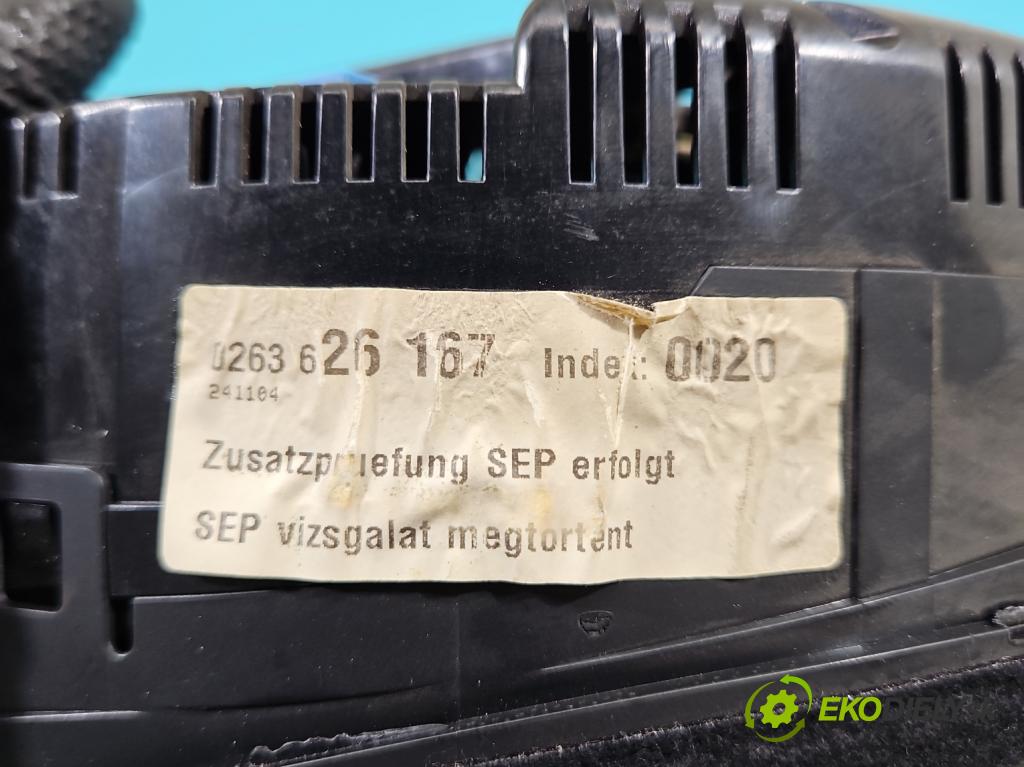 0263 626 167 Index: 0020
241104
Zusatzpruefung SEP erfolgt
SEP vizsgalat megtortent
EKO